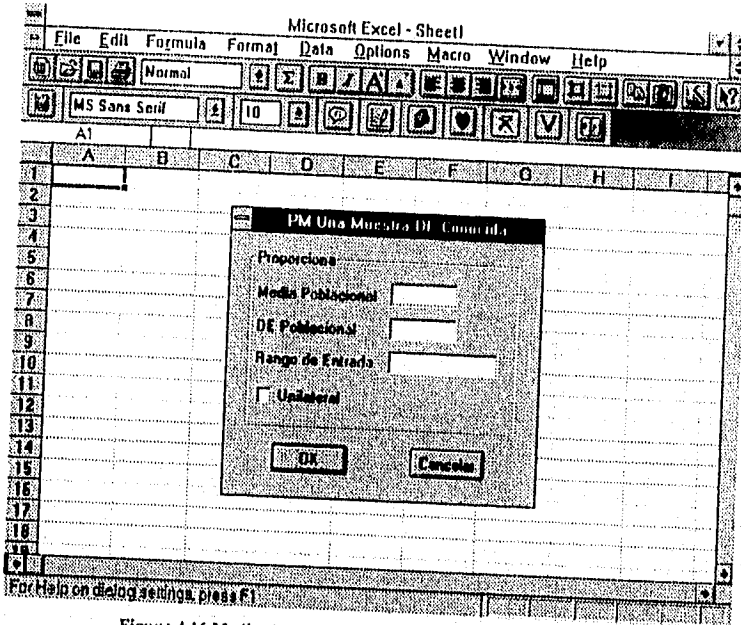 Microsoft Excel - Sheet1
File Edit Formula Format Data Options Macro Window Help
Normal
MS Sans Serif 10
A1
A B C D E F G H I
1
2
3
4
5
6
7
8
9
10
11
12
13
14
15
16
17
18
PM Una Muestra DE Conocida
Proporcione
Media Poblacional
DE Poblacional
Rango de Entrada
Unilateral
OK Cancelar
For Help on dialog settings, press F1
Figura